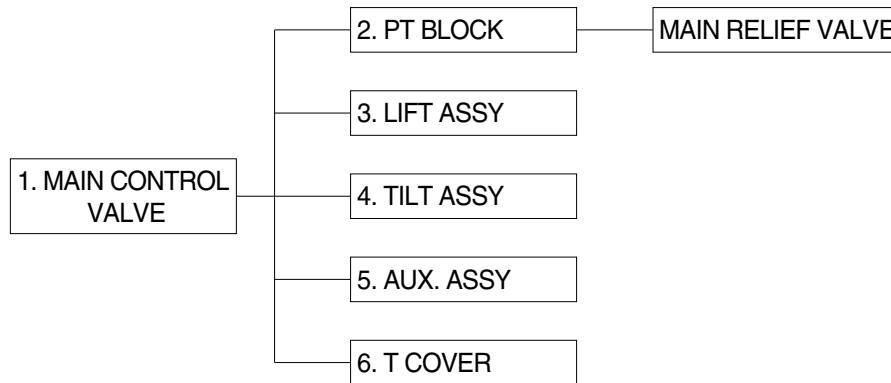 2. PT BLOCK
MAIN RELIEF VALVE
3. LIFT ASSY
1. MAIN CONTROL
VALVE
4. TILT ASSY
5. AUX. ASSY
6. T COVER